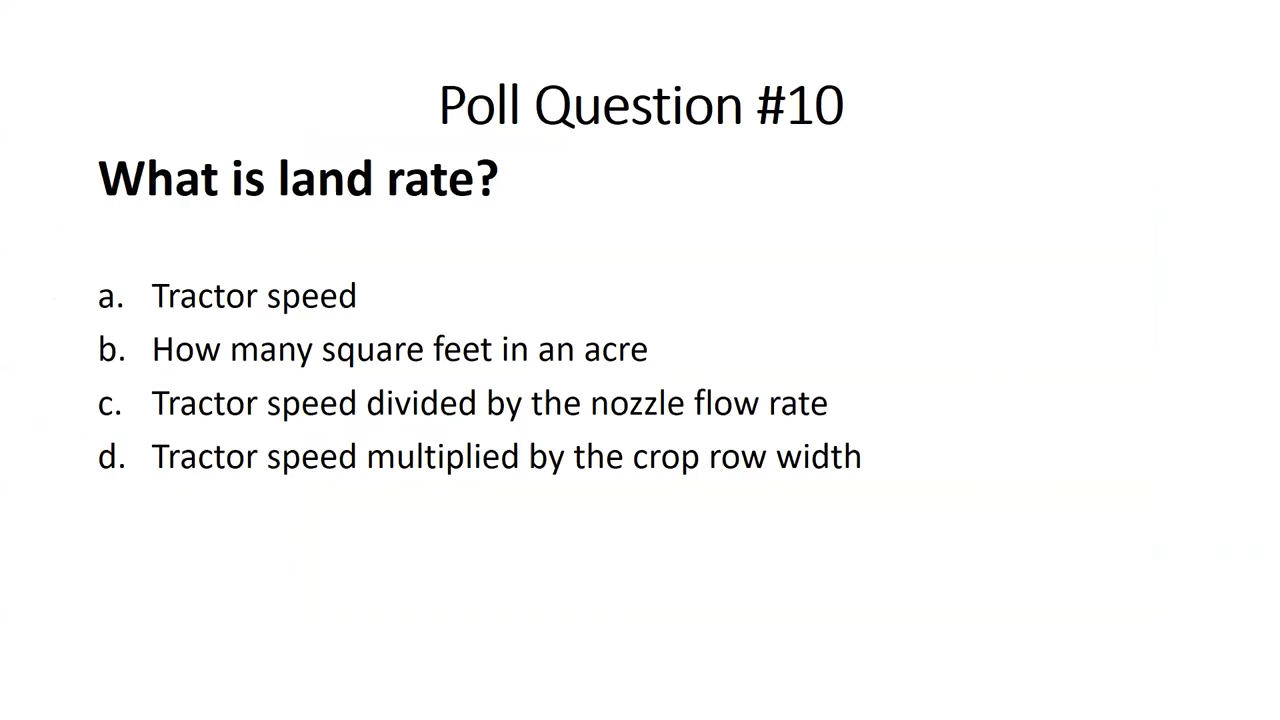 Poll Question #10
What is land rate?
a. Tractor speed
b. How many square feet in an acre
c. Tractor speed divided by the nozzle flow rate
d. Tractor speed multiplied by the crop row width